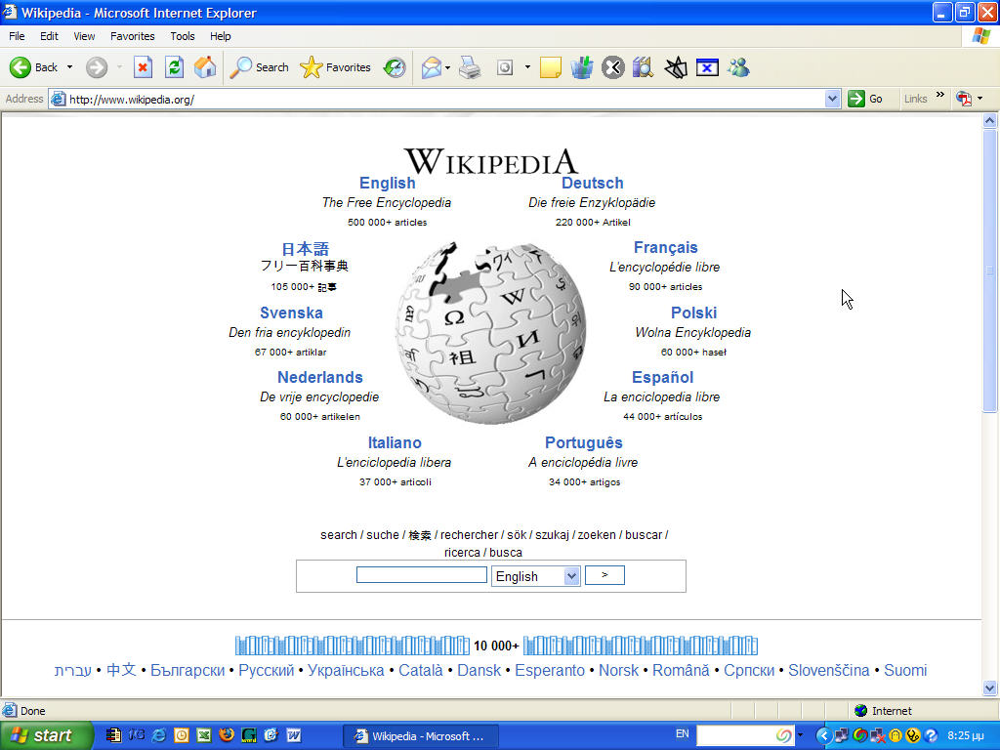 Wikipedia - Microsoft Internet Explorer
File Edit View Favorites Tools Help
Back Search Favorites
Address http://www.wikipedia.org/ Go Links »
WIKIPEDIA
English Deutsch
The Free Encyclopedia Die freie Enzyklopädie
500 000+ articles 220 000+ Artikel
日本語 Français
フリー百科事典 L'encyclopédie libre
105 000+ 記事 90 000+ articles
Svenska Polski
Den fria encyklopedin Wolna Encyklopedia
67 000+ artiklar 60 000+ haseł
Nederlands Español
De vrije encyclopedie La enciclopedia libre
60 000+ artikelen 44 000+ artículos
Italiano Português
L'enciclopedia libera A enciclopédia livre
37 000+ articoli 34 000+ artigos
Ω W И 祖
search / suche / 検索 / rechercher / sök / szukaj / zoeken / buscar /
ricerca / busca
English >
10 000+
עברית • 中文 • Български • Русский • Українська • Català • Dansk • Esperanto • Norsk • Română • Српски • Slovenščina • Suomi
Done Internet
start Wikipedia - Microsoft ... EN 8:25 μμ